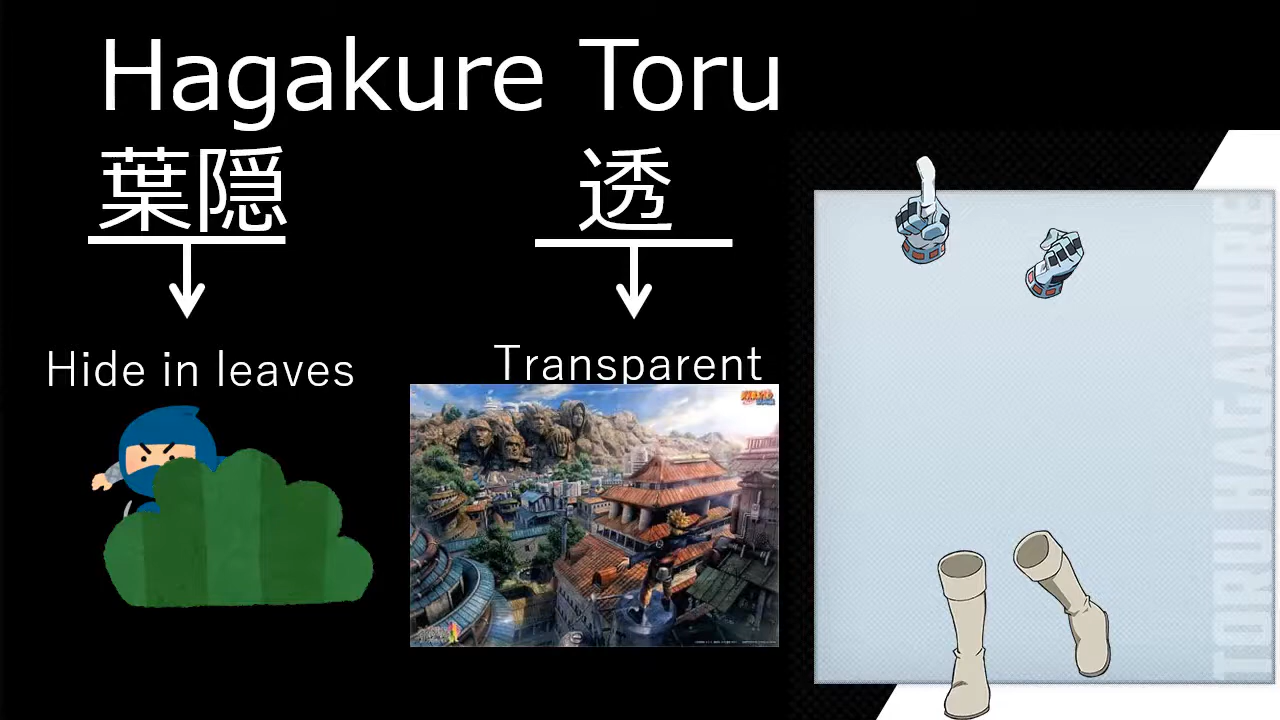 Hagakure Toru
葉隠 透
Hide in leaves
Transparent
TORU HAGAKURE